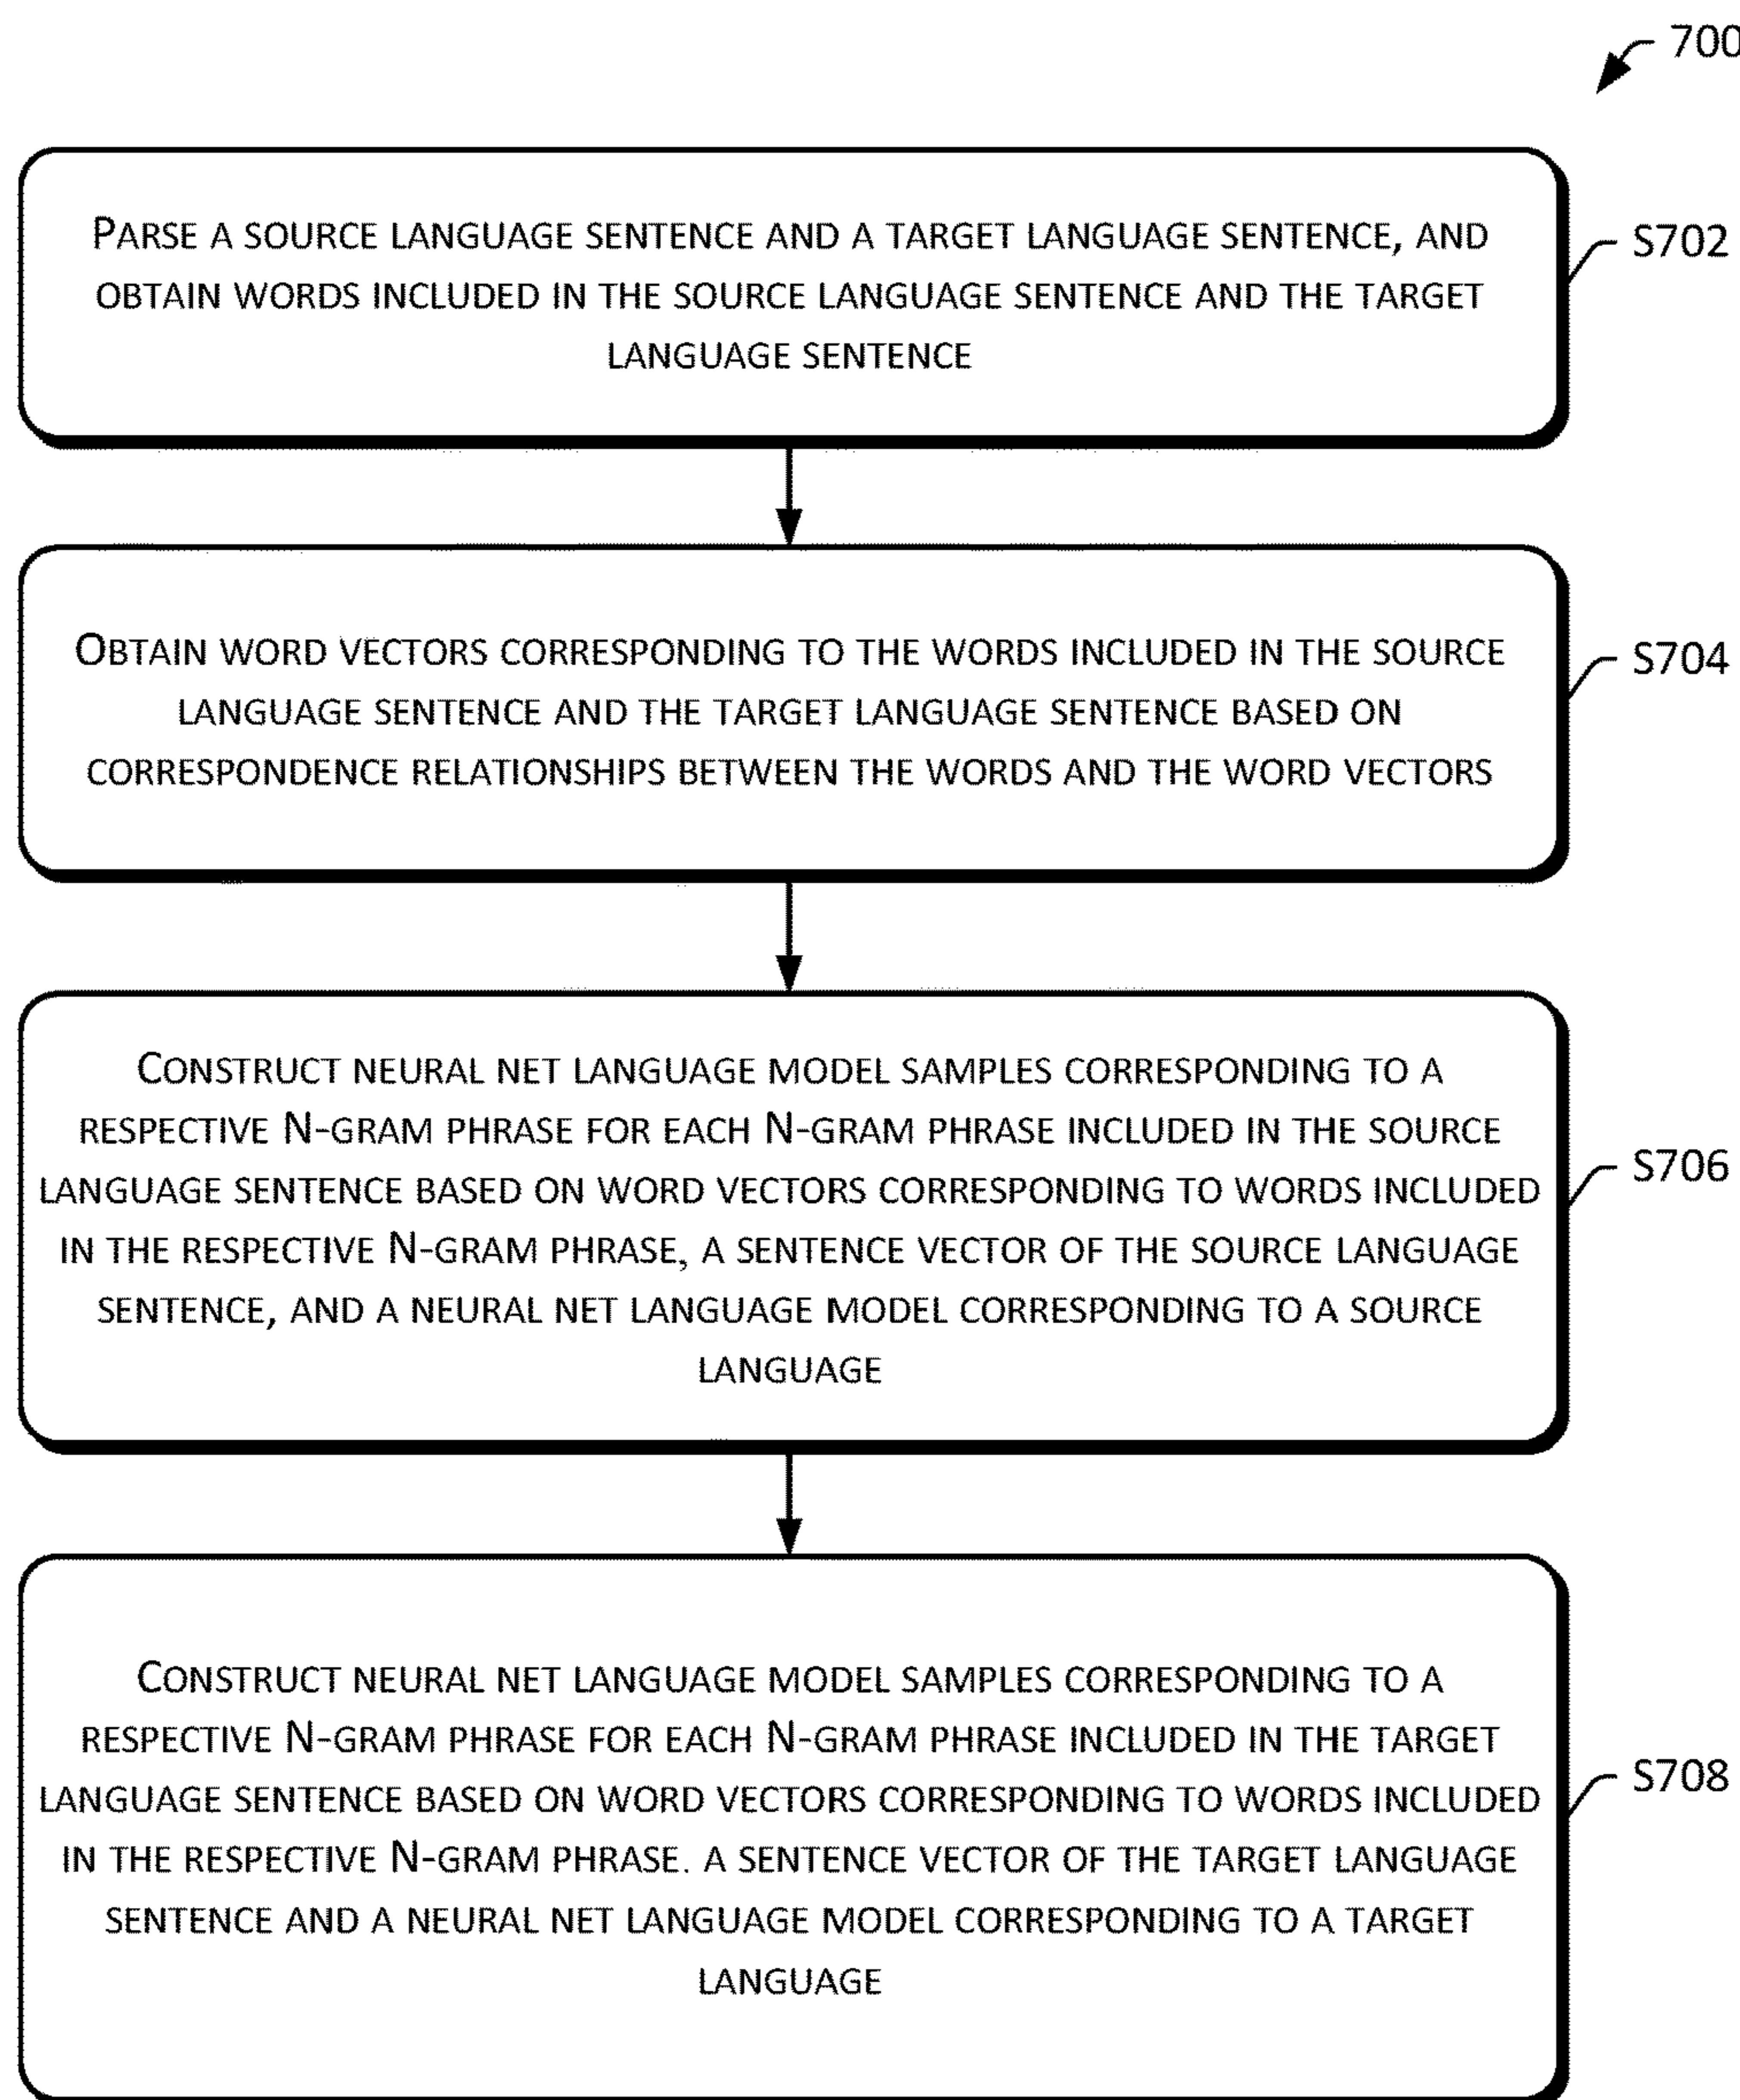 700
PARSE A SOURCE LANGUAGE SENTENCE AND A TARGET LANGUAGE SENTENCE, AND
OBTAIN WORDS INCLUDED IN THE SOURCE LANGUAGE SENTENCE AND THE TARGET
LANGUAGE SENTENCE
S702
OBTAIN WORD VECTORS CORRESPONDING TO THE WORDS INCLUDED IN THE SOURCE
LANGUAGE SENTENCE AND THE TARGET LANGUAGE SENTENCE BASED ON
CORRESPONDENCE RELATIONSHIPS BETWEEN THE WORDS AND THE WORD VECTORS
S704
CONSTRUCT NEURAL NET LANGUAGE MODEL SAMPLES CORRESPONDING TO A
RESPECTIVE N-GRAM PHRASE FOR EACH N-GRAM PHRASE INCLUDED IN THE SOURCE
LANGUAGE SENTENCE BASED ON WORD VECTORS CORRESPONDING TO WORDS INCLUDED
IN THE RESPECTIVE N-GRAM PHRASE, A SENTENCE VECTOR OF THE SOURCE LANGUAGE
SENTENCE, AND A NEURAL NET LANGUAGE MODEL CORRESPONDING TO A SOURCE
LANGUAGE
S706
CONSTRUCT NEURAL NET LANGUAGE MODEL SAMPLES CORRESPONDING TO A
RESPECTIVE N-GRAM PHRASE FOR EACH N-GRAM PHRASE INCLUDED IN THE TARGET
LANGUAGE SENTENCE BASED ON WORD VECTORS CORRESPONDING TO WORDS INCLUDED
IN THE RESPECTIVE N-GRAM PHRASE. A SENTENCE VECTOR OF THE TARGET LANGUAGE
SENTENCE AND A NEURAL NET LANGUAGE MODEL CORRESPONDING TO A TARGET
LANGUAGE
S708